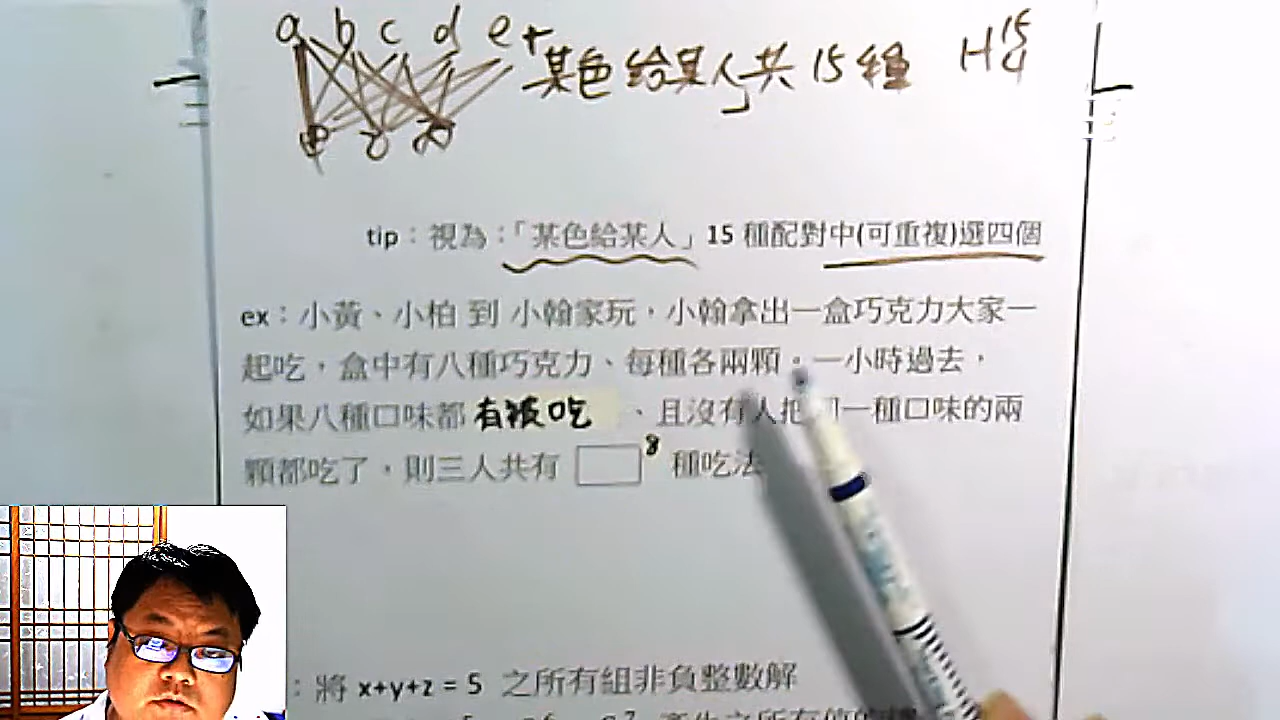 a b c d e
某色給某人共15種 H 15 4
tip：視為：「某色給某人」15 種配對中(可重複)選四個
ex：小黃、小柏 到 小翰家玩，小翰拿出一盒巧克力大家一
起吃，盒中有八種巧克力、每種各兩顆。一小時過去，
如果八種口味都 有被吃 、且沒有人把 一種口味的兩
顆都吃了，則三人共有 8 種吃法
：將 x+y+z = 5 之所有組非負整數解